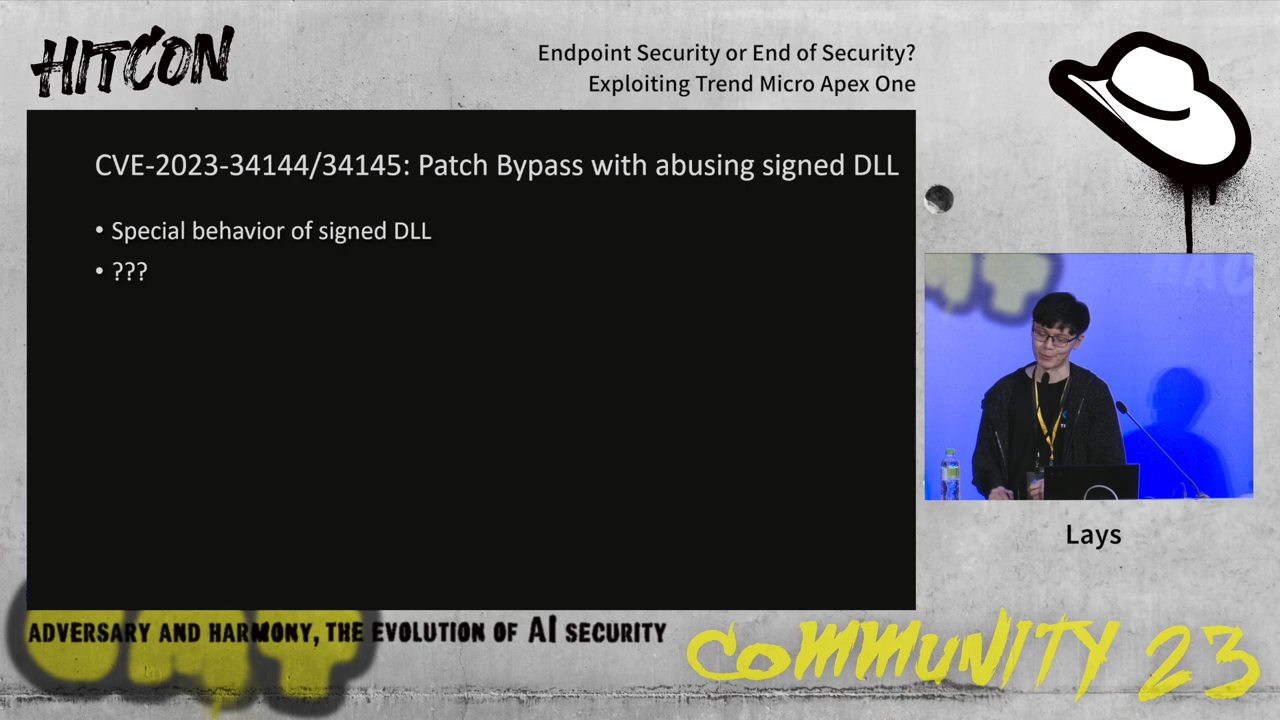 HITCON
Endpoint Security or End of Security?
Exploiting Trend Micro Apex One
CVE-2023-34144/34145: Patch Bypass with abusing signed DLL
• Special behavior of signed DLL
• ???
Lays
ADVERSARY AND HARMONY, THE EVOLUTION OF AI SECURITY
COMMUNITY 23